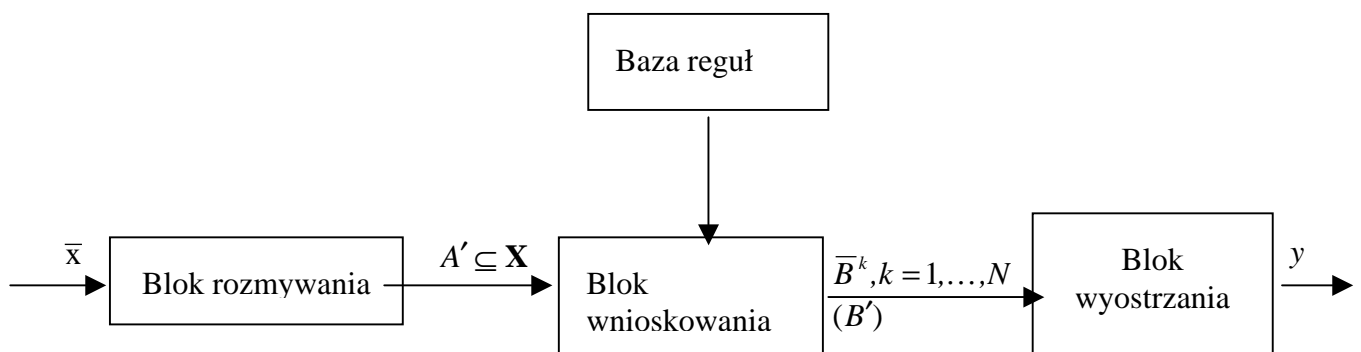 Baza reguł
x̄
Blok rozmywania
A′ ⊆ X
Blok
wnioskowania
B̄ᵏ, k = 1,…, N
(B′)
Blok
wyostrzania
y